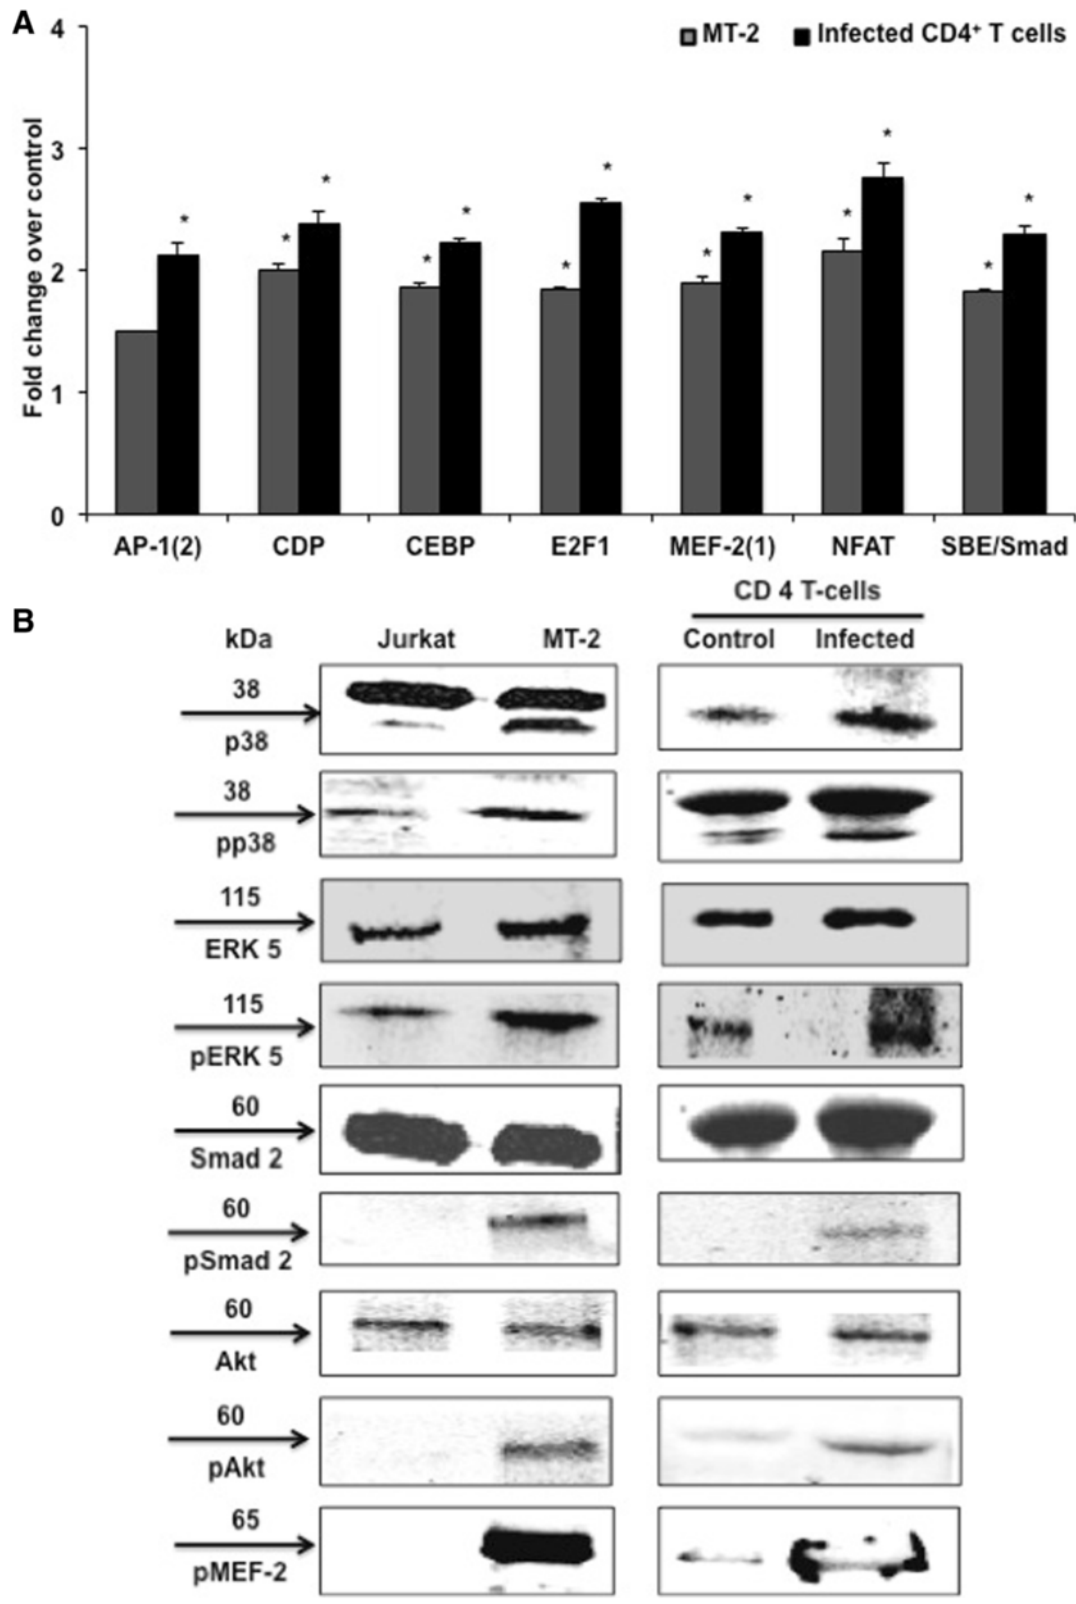 A
4
MT-2 Infected CD4+ T cells
3
2
1
0
Fold change over control
* * * * * * * * * * * * *
AP-1(2) CDP CEBP E2F1 MEF-2(1) NFAT SBE/Smad
B
CD 4 T-cells
kDa Jurkat MT-2 Control Infected
38
p38
38
pp38
115
ERK 5
115
pERK 5
60
Smad 2
60
pSmad 2
60
Akt
60
pAkt
65
pMEF-2